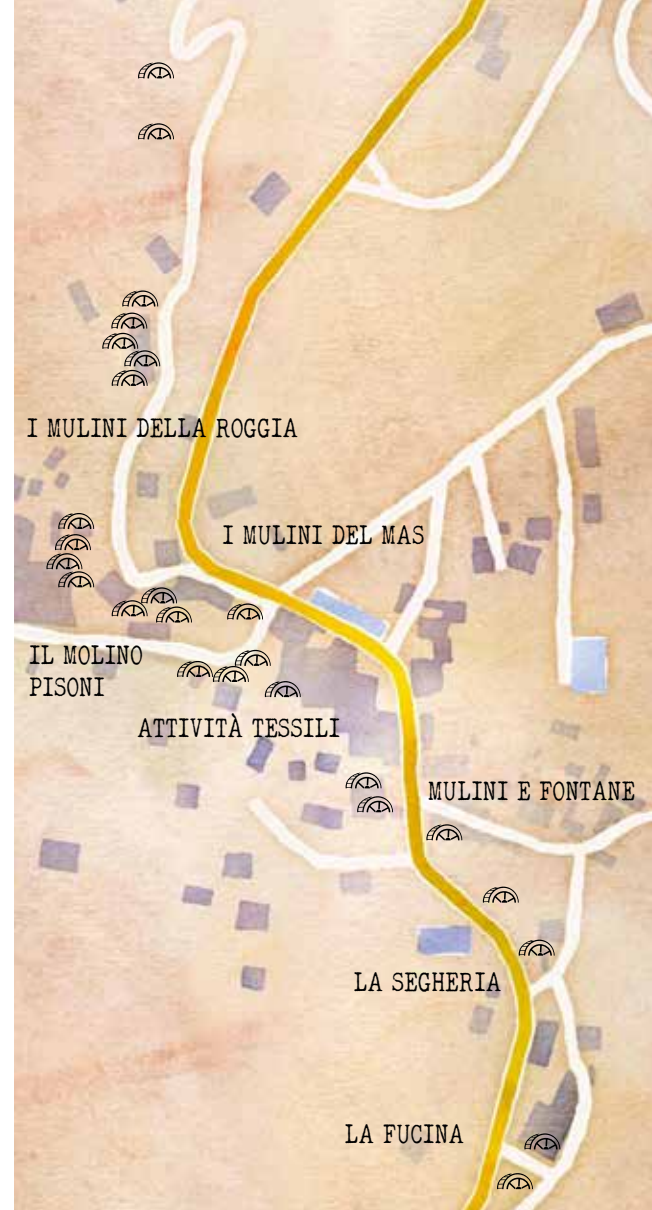 I MULINI DELLA ROGGIA
I MULINI DEL MAS
IL MOLINO
PISONI
ATTIVITÀ TESSILI
MULINI E FONTANE
LA SEGHERIA
LA FUCINA